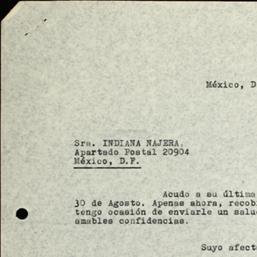 México, D
Sra. INDIANA NAJERA.
Apartado Postal 20904
México, D.F.
Acudo a su última
30 de Agosto. Apenas ahora, recob
tengo ocasión de enviarle un salu
amables confidencias.
Suyo afect